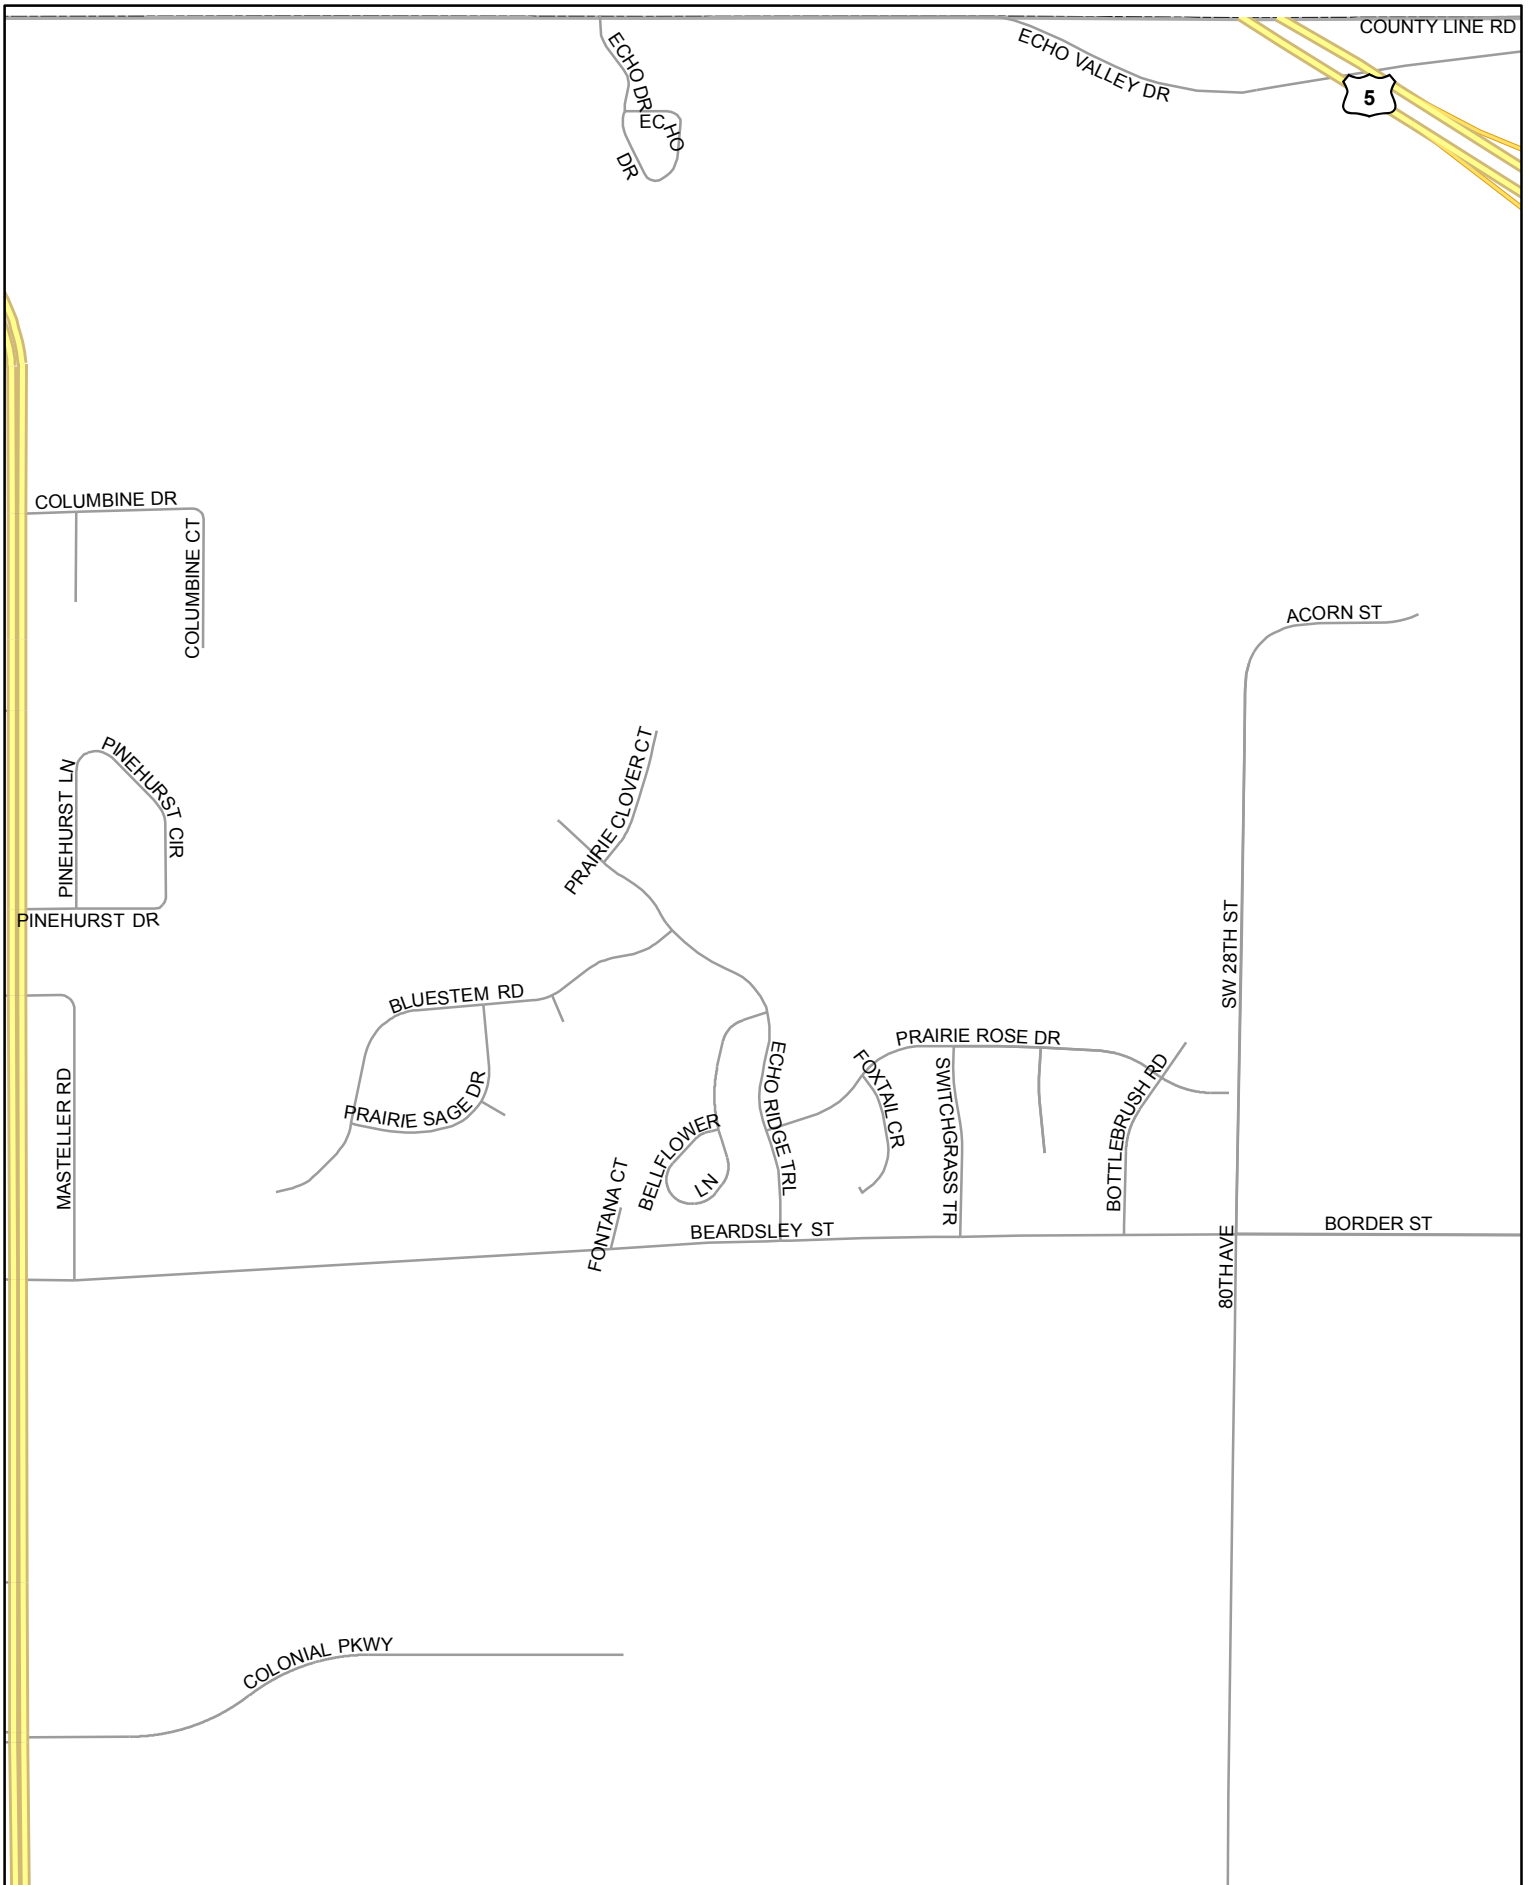 COUNTY LINE RD
ECHO DR
ECHO VALLEY DR
5
ECHO
DR
COLUMBINE DR
COLUMBINE CT
ACORN ST
PRAIRIE CLOVER CT
PINEHURST LN
PINEHURST CIR
PINEHURST DR
SW 28TH ST
BLUESTEM RD
PRAIRIE ROSE DR
ECHO RIDGE TRL
FOXTAIL CR
SWITCHGRASS TR
BOTTLEBRUSH RD
MASTELLER RD
PRAIRIE SAGE DR
BELLFLOWER
LN
FONTANA CT
BEARDSLEY ST
BORDER ST
80TH AVE
COLONIAL PKWY